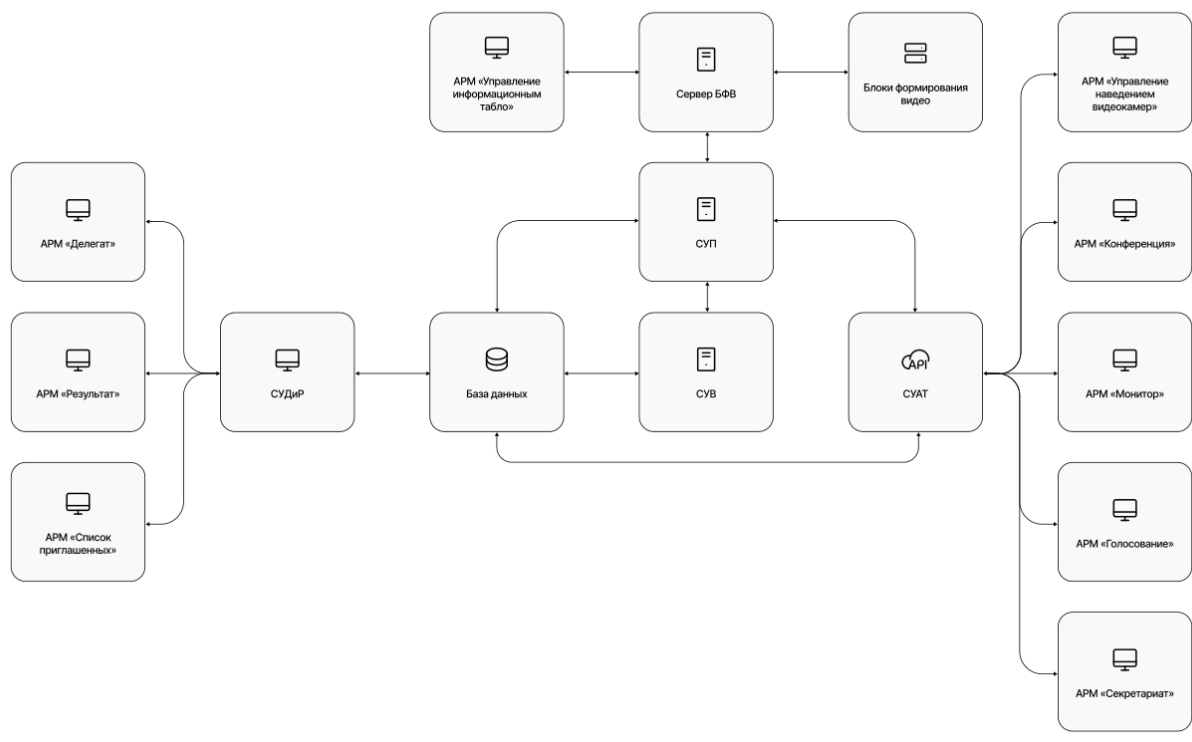 АРМ «Управление
информационным
табло»
Сервер БФВ
Блоки формирования
видео
АРМ «Управление
наведением
видеокамер»
АРМ «Делегат»
СУП
АРМ «Конференция»
АРМ «Результат»
СУДиР
База данных
СУВ
API
СУАТ
АРМ «Монитор»
АРМ «Список
приглашенных»
АРМ «Голосование»
АРМ «Секретариат»